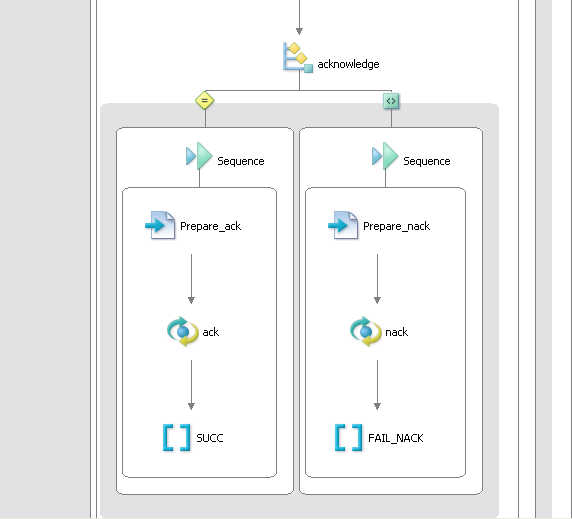 acknowledge
=
<>
Sequence
Sequence
Prepare_ack
Prepare_nack
ack
nack
SUCC
FAIL_NACK